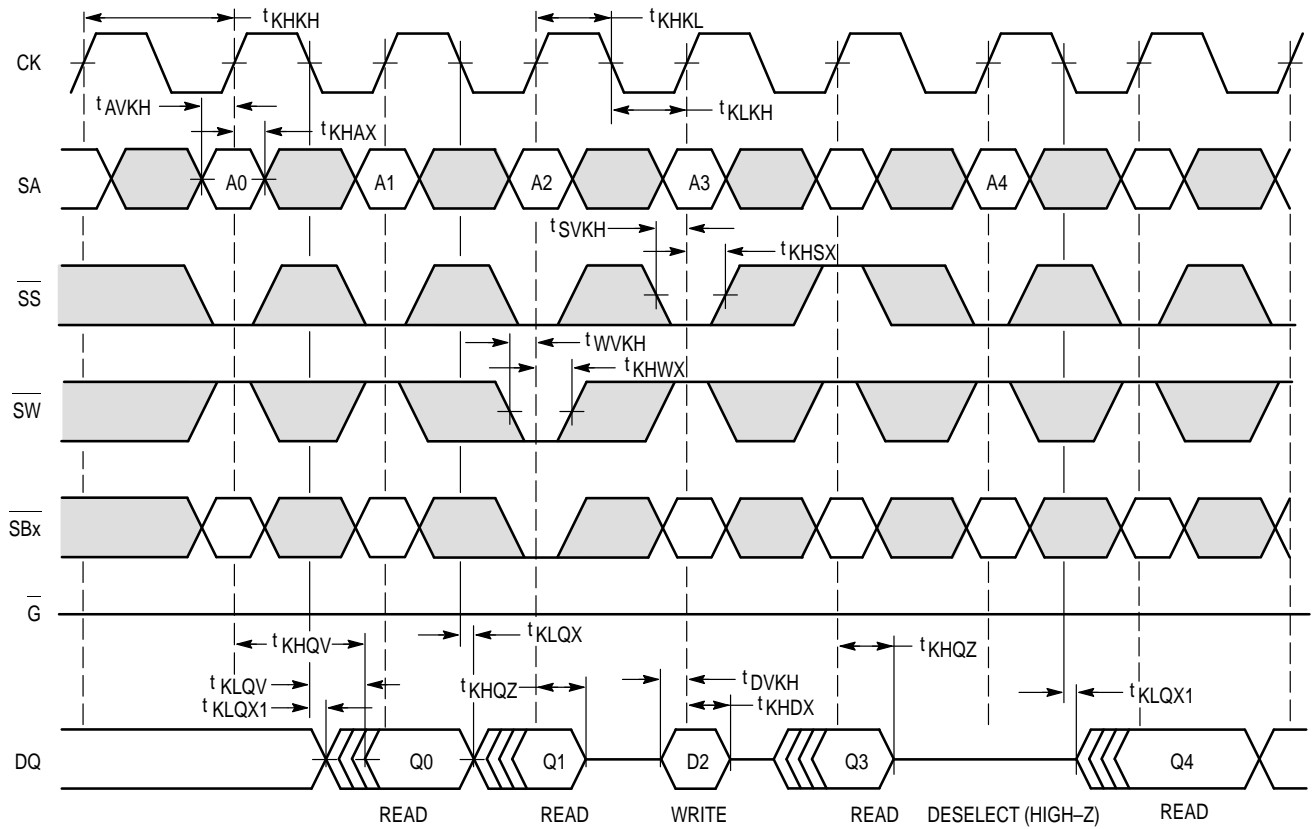 tKHKH
tKHKL
CK
tAVKH
tKHAX
tKLKH
SA
A0
A1
A2
A3
A4
tSVKH
tKHSX
SS
tWVKH
tKHWX
SW
SBx
G
tKHQV
tKLQX
tKHQZ
tKLQV
tKHQZ
tDVKH
tKLQX1
tKHDX
tKLQX1
DQ
Q0
Q1
D2
Q3
Q4
READ
READ
WRITE
READ
DESELECT (HIGH–Z)
READ